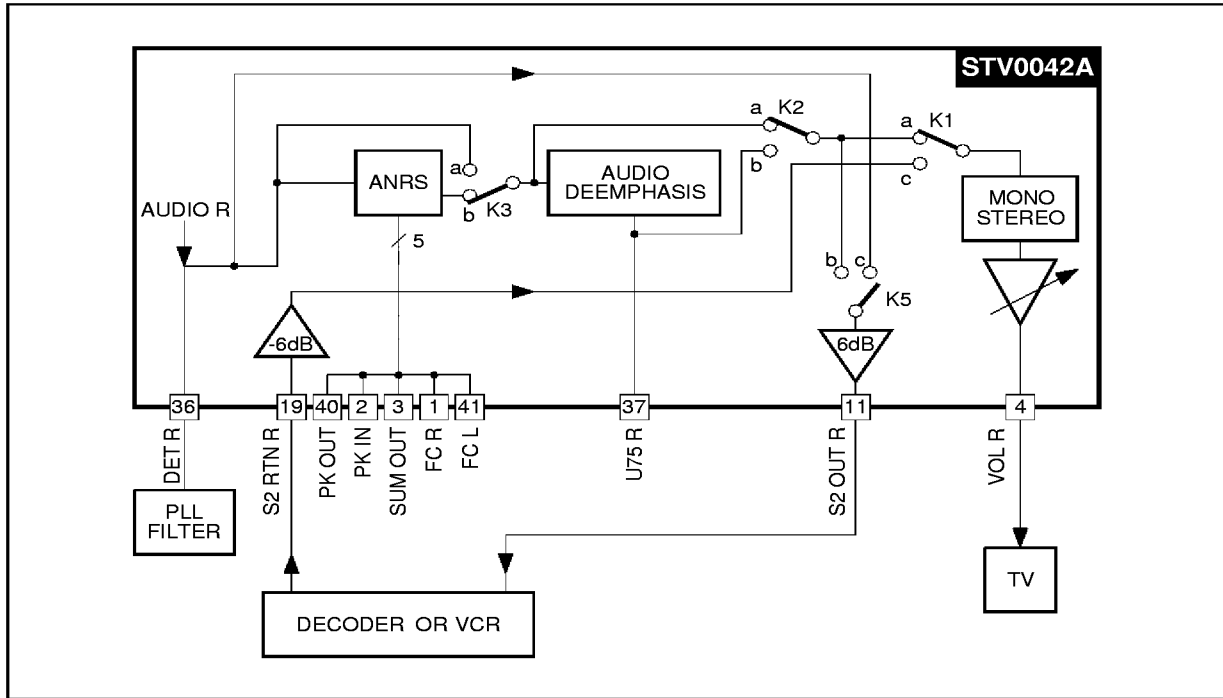 STV0042A
a K2
a K1
b
c
a
b K3
ANRS
AUDIO
DEEMPHASIS
MONO
STEREO
AUDIO R
5
b c
K5
-6dB
6dB
36
19
40
2
3
1
41
37
11
4
DET R
S2 RTN R
PK OUT
PK IN
SUM OUT
FC R
FC L
U75 R
S2 OUT R
VOL R
PLL
FILTER
TV
DECODER OR VCR